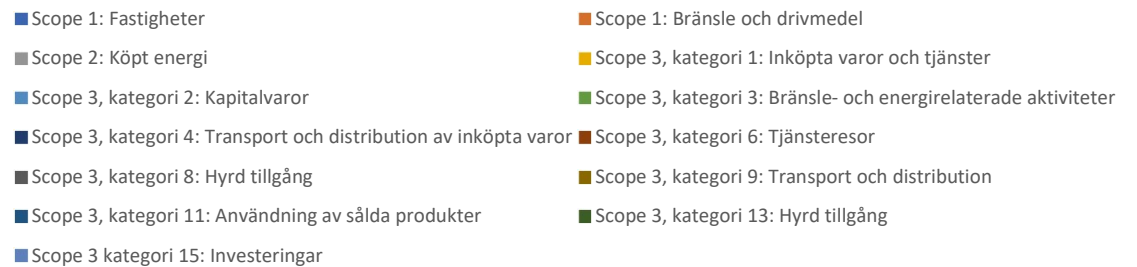 Scope 1: Fastigheter
Scope 1: Bränsle och drivmedel
Scope 2: Köpt energi
Scope 3, kategori 1: Inköpta varor och tjänster
Scope 3, kategori 2: Kapitalvaror
Scope 3, kategori 3: Bränsle- och energirelaterade aktiviteter
Scope 3, kategori 4: Transport och distribution av inköpta varor
Scope 3, kategori 6: Tjänsteresor
Scope 3, kategori 8: Hyrd tillgång
Scope 3, kategori 9: Transport och distribution
Scope 3, kategori 11: Användning av sålda produkter
Scope 3, kategori 13: Hyrd tillgång
Scope 3 kategori 15: Investeringar